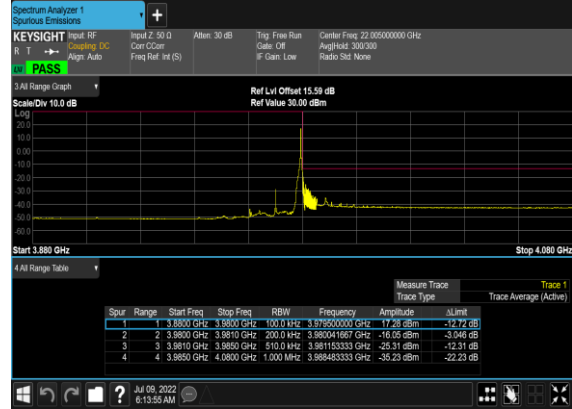 Spectrum Analyzer 1
Spurious Emissions
KEYSIGHT Input: RF Input Z: 50 Ω Atten: 30 dB Trig: Free Run Center Freq: 22.005000000 GHz
R T Coupling: DC Corr CCorr Gate: Off Avg|Hold: 300/300
Align: Auto Freq Ref: Int (S) IF Gain: Low Radio Std: None
PASS
3 All Range Graph
Ref Lvl Offset 15.59 dB
Scale/Div 10.0 dB Ref Value 30.00 dBm
Log
20.0
10.0
0.00
-10.0
-20.0
-30.0
-40.0
-50.0
-60.0
Start 3.880 GHz Stop 4.080 GHz
4 All Range Table
Measure Trace Trace 1
Trace Type Trace Average (Active)
Spur Range Start Freq Stop Freq RBW Frequency Amplitude ΔLimit
1 1 3.8800 GHz 3.9800 GHz 100.0 kHz 3.979500000 GHz 17.28 dBm -12.72 dB
2 2 3.9800 GHz 3.9810 GHz 200.0 kHz 3.980041667 GHz -16.05 dBm -3.046 dB
3 3 3.9810 GHz 3.9850 GHz 510.0 kHz 3.981153333 GHz -25.31 dBm -12.31 dB
4 4 3.9850 GHz 4.0800 GHz 1.000 MHz 3.988483333 GHz -35.23 dBm -22.23 dB
? Jul 09, 2022
6:13:55 AM